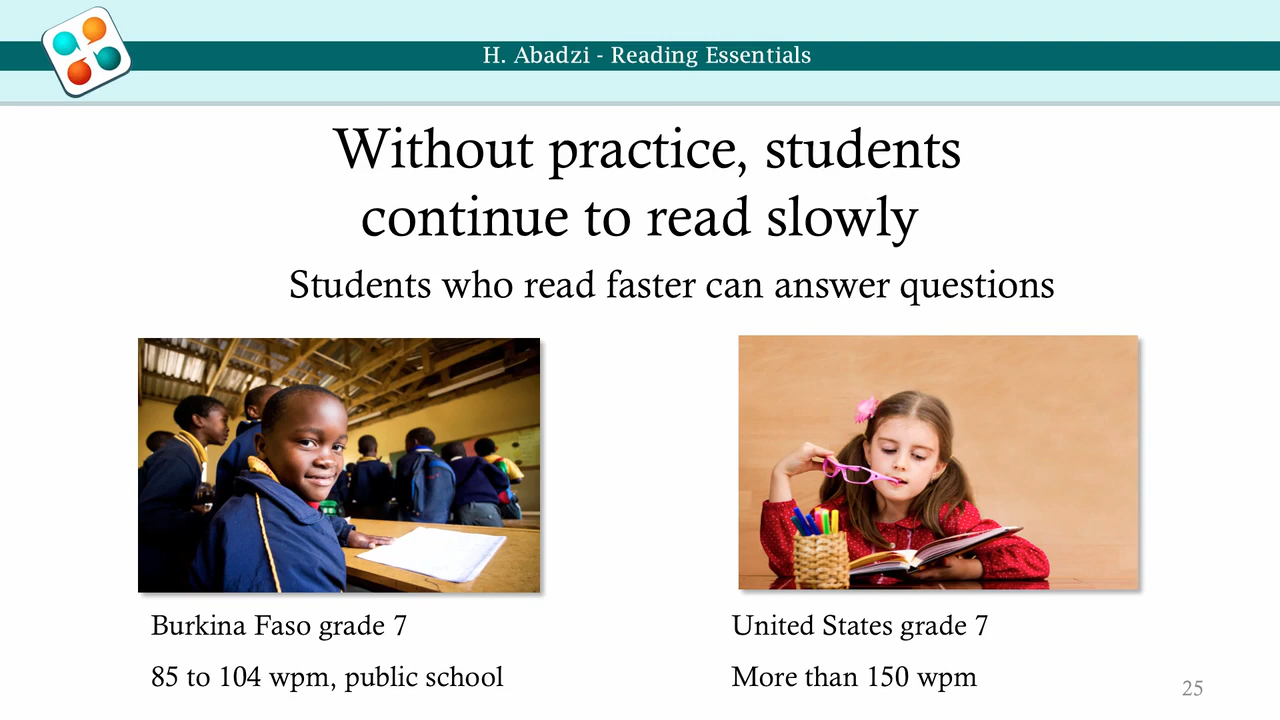 H. Abadzi - Reading Essentials
Without practice, students
continue to read slowly
Students who read faster can answer questions
Burkina Faso grade 7
85 to 104 wpm, public school
United States grade 7
More than 150 wpm
25